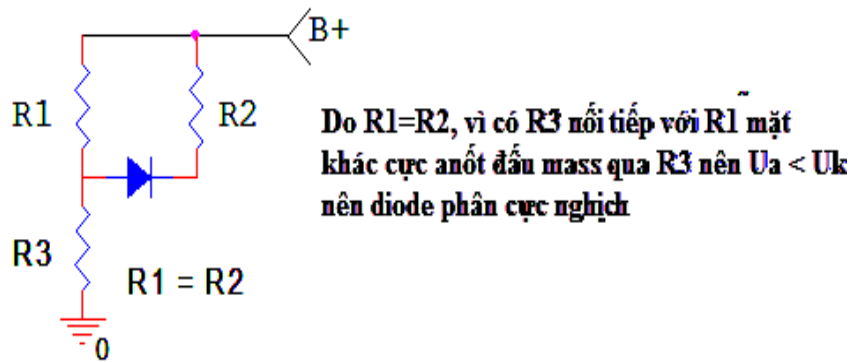 B+
R1
R2
Do R1=R2, vì có R3 nối tiếp với R1 mặt
khác cực anốt đấu mass qua R3 nên Ua < Uk
nên diode phân cực nghịch
R3
R1 = R2
0